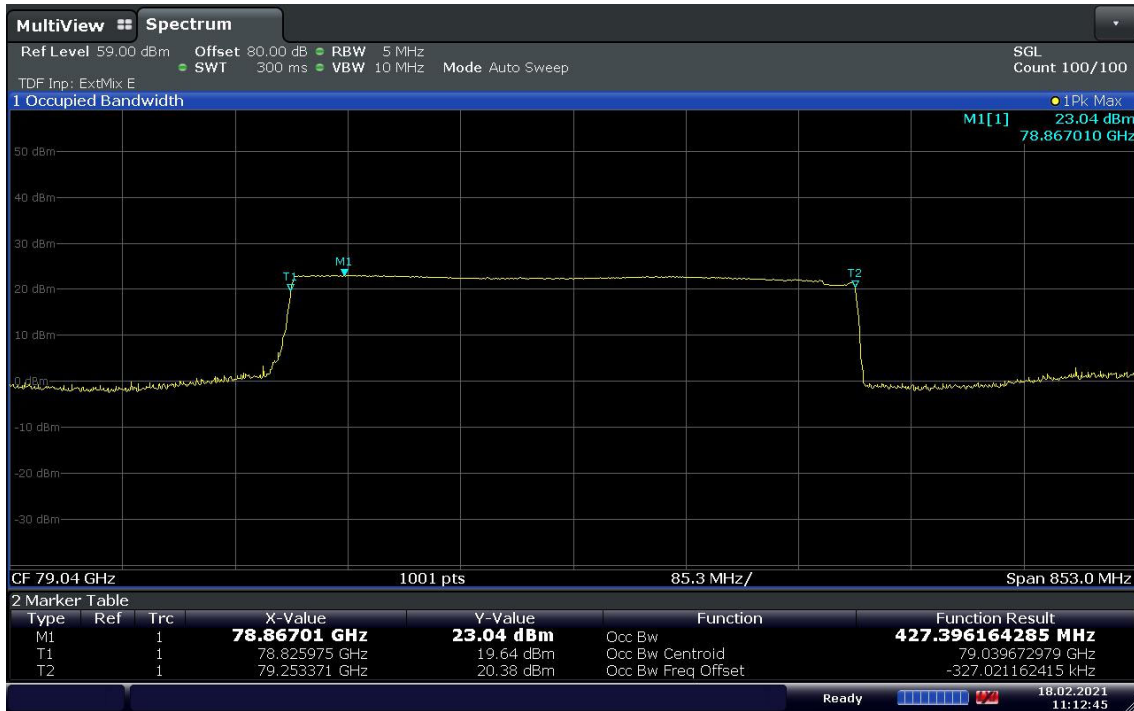 MultiView Spectrum
Ref Level 59.00 dBm Offset 80.00 dB RBW 5 MHz SGL
SWT 300 ms VBW 10 MHz Mode Auto Sweep Count 100/100
TDF Inp: ExtMix E
1 Occupied Bandwidth 1Pk Max
M1[1] 23.04 dBm
78.867010 GHz
50 dBm
40 dBm
30 dBm
M1
T1
T2
20 dBm
10 dBm
0 dBm
-10 dBm
-20 dBm
-30 dBm
CF 79.04 GHz 1001 pts 85.3 MHz/ Span 853.0 MHz
2 Marker Table
Type Ref Trc X-Value Y-Value Function Function Result
M1 1 78.86701 GHz 23.04 dBm Occ Bw 427.396164285 MHz
T1 1 78.825975 GHz 19.64 dBm Occ Bw Centroid 79.039672979 GHz
T2 1 79.253371 GHz 20.38 dBm Occ Bw Freq Offset -327.021162415 kHz
Ready 18.02.2021
11:12:45